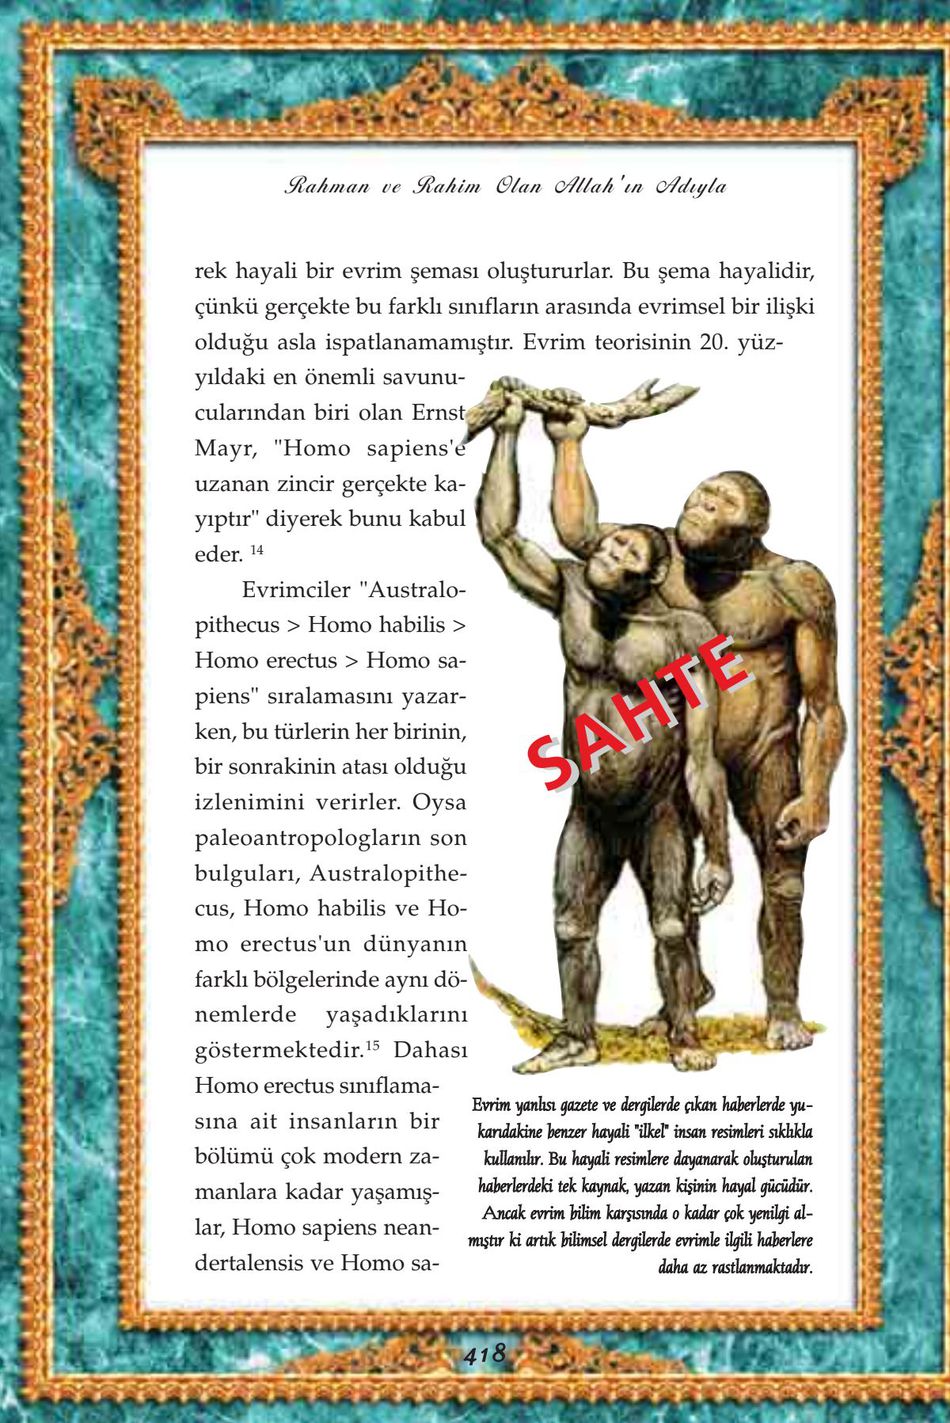 Rahman ve Rahim Olan Allah'ın Adıyla
rek hayali bir evrim şeması oluştururlar. Bu şema hayalidir,
çünkü gerçekte bu farklı sınıfların arasında evrimsel bir ilişki
olduğu asla ispatlanamamıştır. Evrim teorisinin 20. yüz-
yıldaki en önemli savunu-
cularından biri olan Ernst
Mayr, "Homo sapiens'e
uzanan zincir gerçekte ka-
yıptır" diyerek bunu kabul
eder. 14
Evrimciler "Australo-
pithecus > Homo habilis >
Homo erectus > Homo sa-
piens" sıralamasını yazar-
ken, bu türlerin her birinin,
bir sonrakinin atası olduğu
izlenimini verirler. Oysa
paleoantropologların son
bulguları, Australopithe-
cus, Homo habilis ve Ho-
mo erectus'un dünyanın
farklı bölgelerinde aynı dö-
nemlerde yaşadıklarını
göstermektedir.15 Dahası
Homo erectus sınıflama-
sına ait insanların bir
bölümü çok modern za-
manlara kadar yaşamış-
lar, Homo sapiens nean-
dertalensis ve Homo sa-
SAHTE
Evrim yanlısı gazete ve dergilerde çıkan haberlerde yu-
karıdakine benzer hayali "ilkel" insan resimleri sıklıkla
kullanılır. Bu hayali resimlere dayanarak oluşturulan
haberlerdeki tek kaynak, yazan kişinin hayal gücüdür.
Ancak evrim bilim karşısında o kadar çok yenilgi al-
mıştır ki artık bilimsel dergilerde evrimle ilgili haberlere
daha az rastlanmaktadır.
418